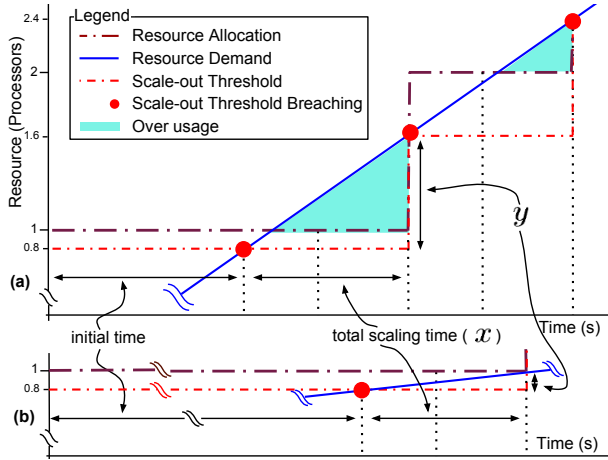 Legend
Resource Allocation
Resource Demand
Scale-out Threshold
Scale-out Threshold Breaching
Over usage
Resource (Processors)
2.4
2
1.6
1
0.8
y
(a)
initial time
total scaling time ( x )
Time (s)
1
0.8
(b)
Time (s)